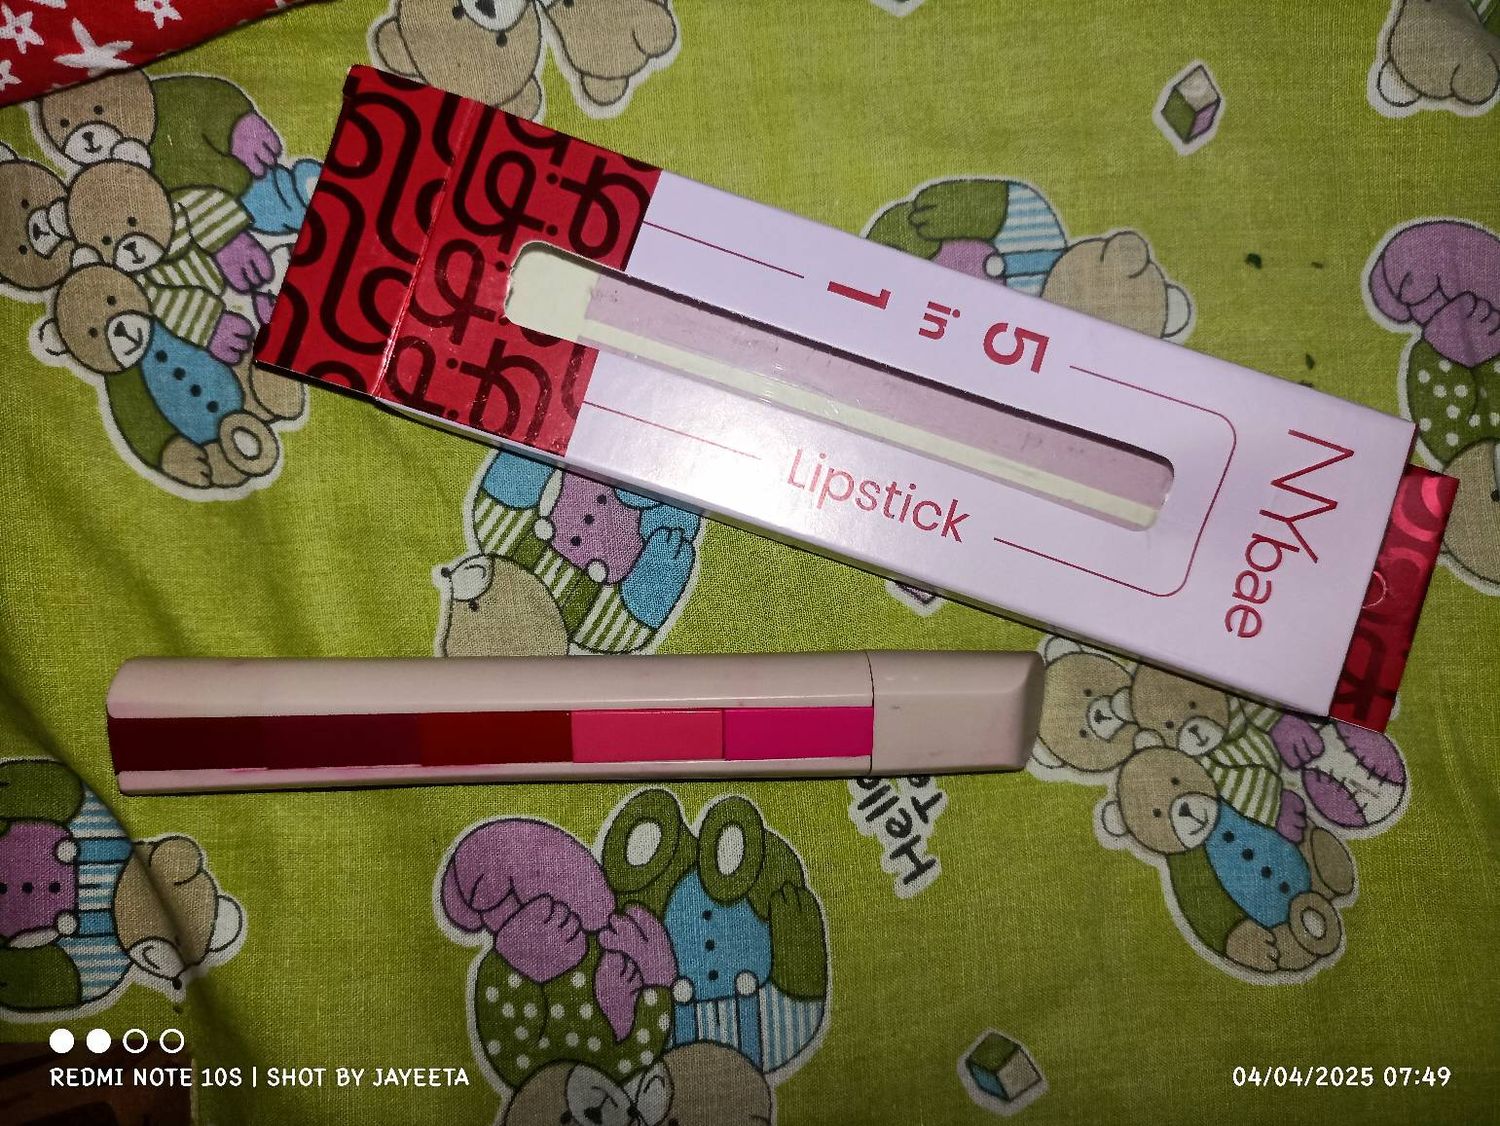 5
in
1
Lipstick
MYbae
Hello
REDMI NOTE 10S | SHOT BY JAYEETA
04/04/2025 07:49